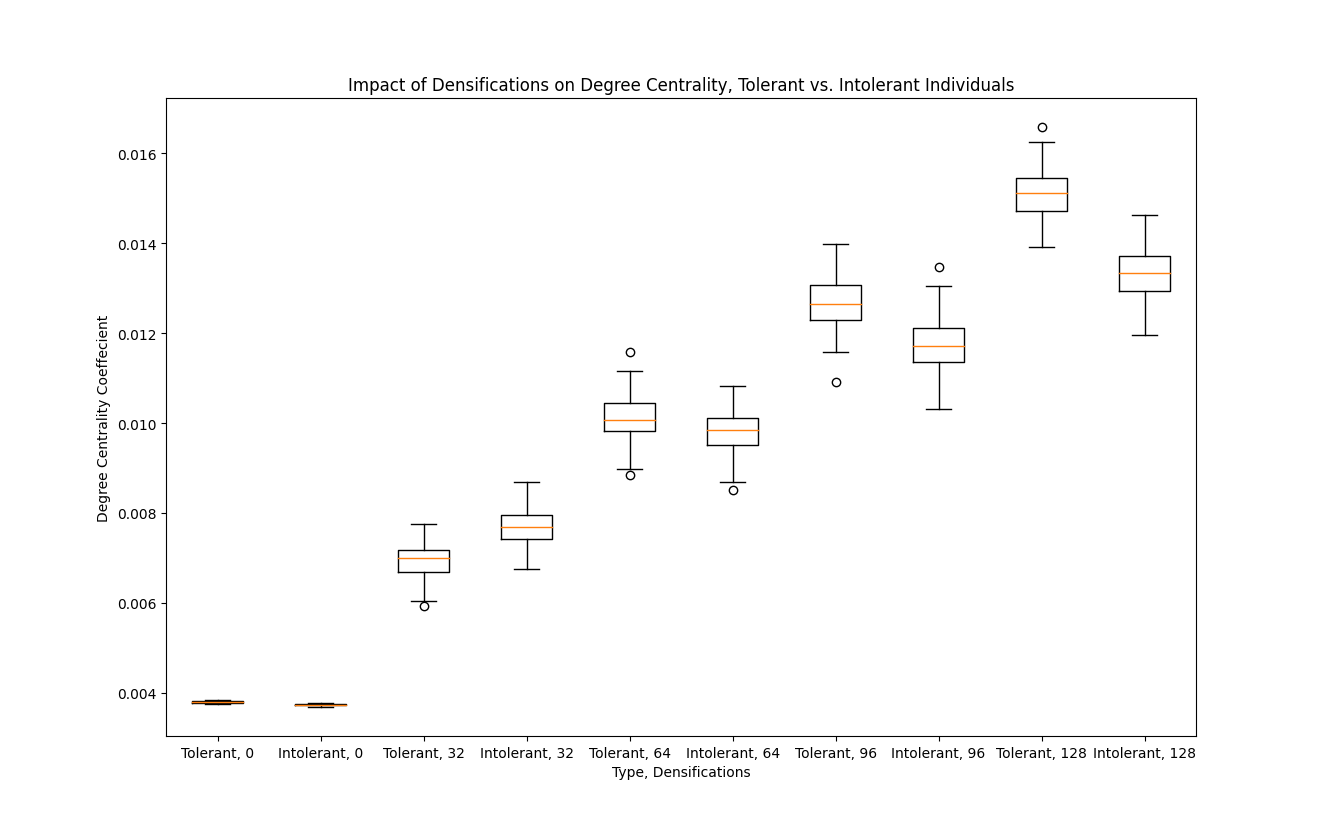 Impact of Densifications on Degree Centrality, Tolerant vs. Intolerant Individuals
Degree Centrality Coeffecient
0.016
0.014
0.012
0.010
0.008
0.006
0.004
Tolerant, 0 Intolerant, 0 Tolerant, 32 Intolerant, 32 Tolerant, 64 Intolerant, 64 Tolerant, 96 Intolerant, 96 Tolerant, 128 Intolerant, 128
Type, Densifications